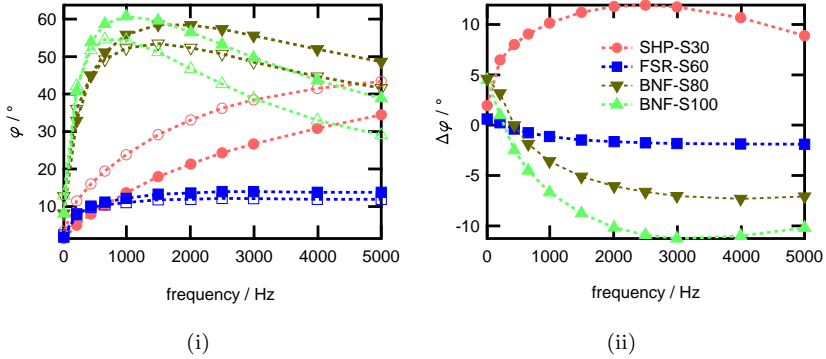 φ / °
60
50
40
30
20
10
0 1000 2000 3000 4000 5000
frequency / Hz
(i)
Δφ / °
10
5
0
-5
-10
SHP-S30
FSR-S60
BNF-S80
BNF-S100
0 1000 2000 3000 4000 5000
frequency / Hz
(ii)